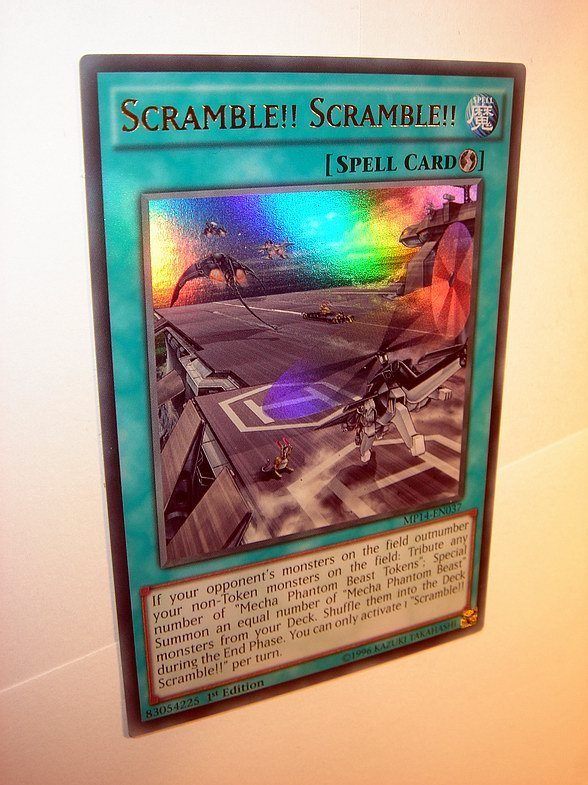 SCRAMBLE!! SCRAMBLE!!
SPELL
魔
[SPELL CARD]
MP14-EN037
If your opponent's monsters on the field outnumber
your non-Token monsters on the field: Tribute any
number of "Mecha Phantom Beast Tokens"; Special
Summon an equal number of "Mecha Phantom Beast"
monsters from your Deck. Shuffle them into the Deck
during the End Phase. You can only activate 1 "Scramble!!
Scramble!!" per turn.
83054225 1st Edition ©1996 KAZUKI TAKAHASHI